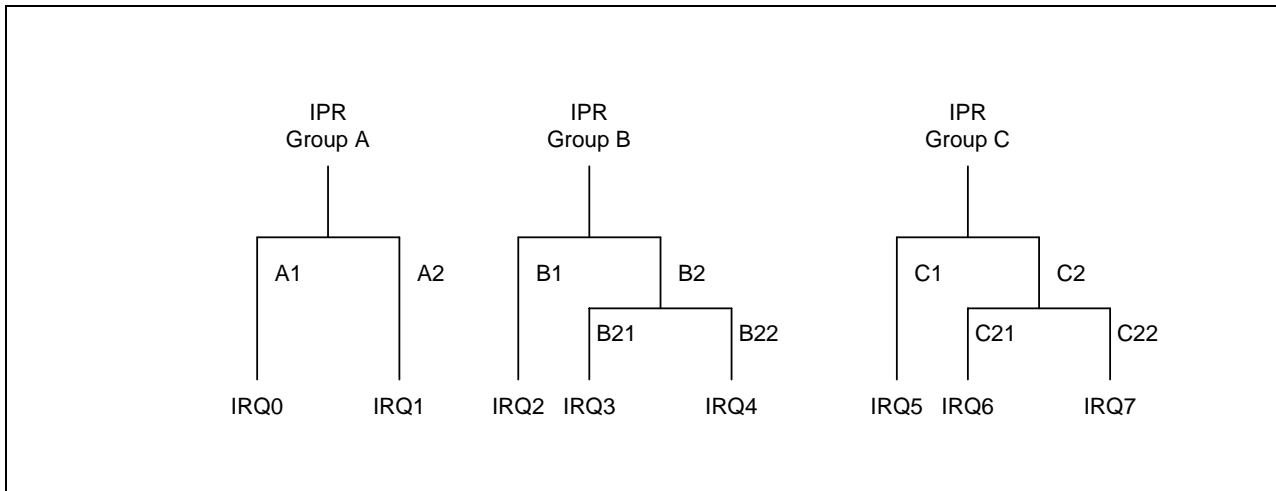 IPR
Group A
IPR
Group B
IPR
Group C
A1
A2
B1
B2
C1
C2
B21
B22
C21
C22
IRQ0
IRQ1
IRQ2
IRQ3
IRQ4
IRQ5
IRQ6
IRQ7